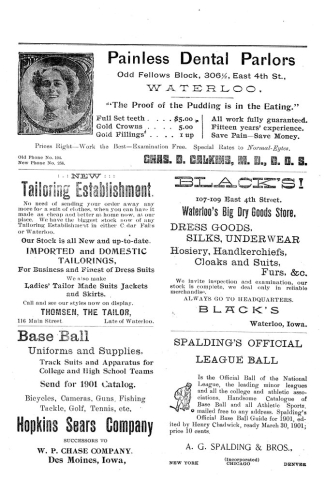 Painless Dental Parlors
Odd Fellows Block, 306½, East 4th St.,
WATERLOO.
"The Proof of the Pudding is in the Eating."
Full Set teeth . . . . $5.00
Gold Crowns . . . . 5.00
Gold Fillings' . . . . 1 up
All work fully guaranteed.
Fifteen years' experience.
Save Pain—Save Money.
Prices Right—Work the Best—Examination Free. Special Rates to Normal-Eytes.
Old Phone No.
New Phone No.
CHAS. D. CALKINS, M. D., D. D. S.
NEW
Tailoring Establishment.
No need of sending your order away any
more for a suit of clothes, when you can have it
made as cheap and better at home now, at our
place. We have the biggest stock now of any
Tailoring Establishment in either Cedar Falls
or Waterloo.
Our Stock is all New and up-to-date.
IMPORTED and DOMESTIC
TAILORINGS,
For Business and Finest of Dress Suits
We also make
Ladies' Tailor Made Suits Jackets
and Skirts.
Call and see our styles now on display.
THOMSEN, THE TAILOR,
116 Main Street. Late of Waterloo.
BLACK'S!
107-109 East 4th Street.
Waterloo's Big Dry Goods Store.
DRESS GOODS.
SILKS, UNDERWEAR
Hosiery, Handkerchiefs,
Cloaks and Suits.
Furs. &c.
We invite inspection and examination, our
stock is complete, we deal only in reliable
merchandise.
ALWAYS GO TO HEADQUARTERS.
BLACK'S
Waterloo, Iowa.
Base Ball
Uniforms and Supplies.
Track Suits and Apparatus for
College and High School Teams
Send for 1901 Catalog.
Bicycles, Cameras, Guns, Fishing
Tackle, Golf, Tennis, etc.
Hopkins Sears Company
SUCCESSORS TO
W. P. CHASE COMPANY.
Des Moines, Iowa,
SPALDING'S OFFICIAL
LEAGUE BALL
Is the Official Ball of the National
League, the leading minor leagues
and all the college and athletic asso-
ciations, Handsome Catalogue of
Base Ball and all Athletic Sports
mailed free to any address. Spalding's
Official Base Ball Guide for 1901, ed-
ited by Henry Chadwick, ready March 30, 1901;
price 10 cents.
A. G. SPALDING & BROS.,
(Incorporated)
NEW YORK CHICAGO DENVER